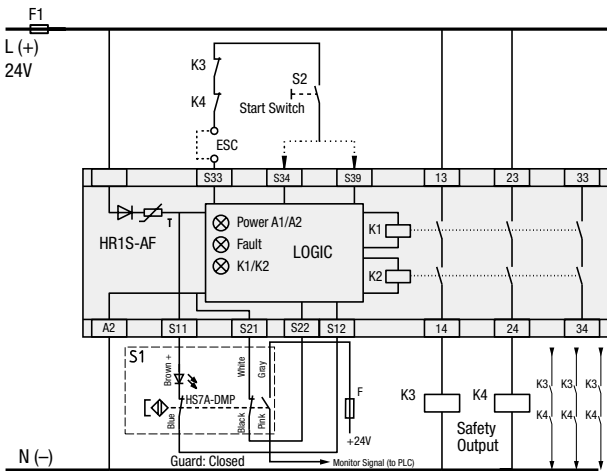 F1
L (+)
24V
K3
K4
S2
Start Switch
ESC
S33
S34
S39
13
23
33
T
HR1S-AF
Power A1/A2
Fault
K1/K2
LOGIC
K1
K2
A2
S11
S21
S22
S12
14
24
34
S1
Brown +
White
Gray
HS7A-DMP
Blue
Black
Pink
F
+24V
K3
K4
K3
K3
K3
K4
K4
K4
Safety
Output
N (–)
Guard: Closed
Monitor Signal (to PLC)